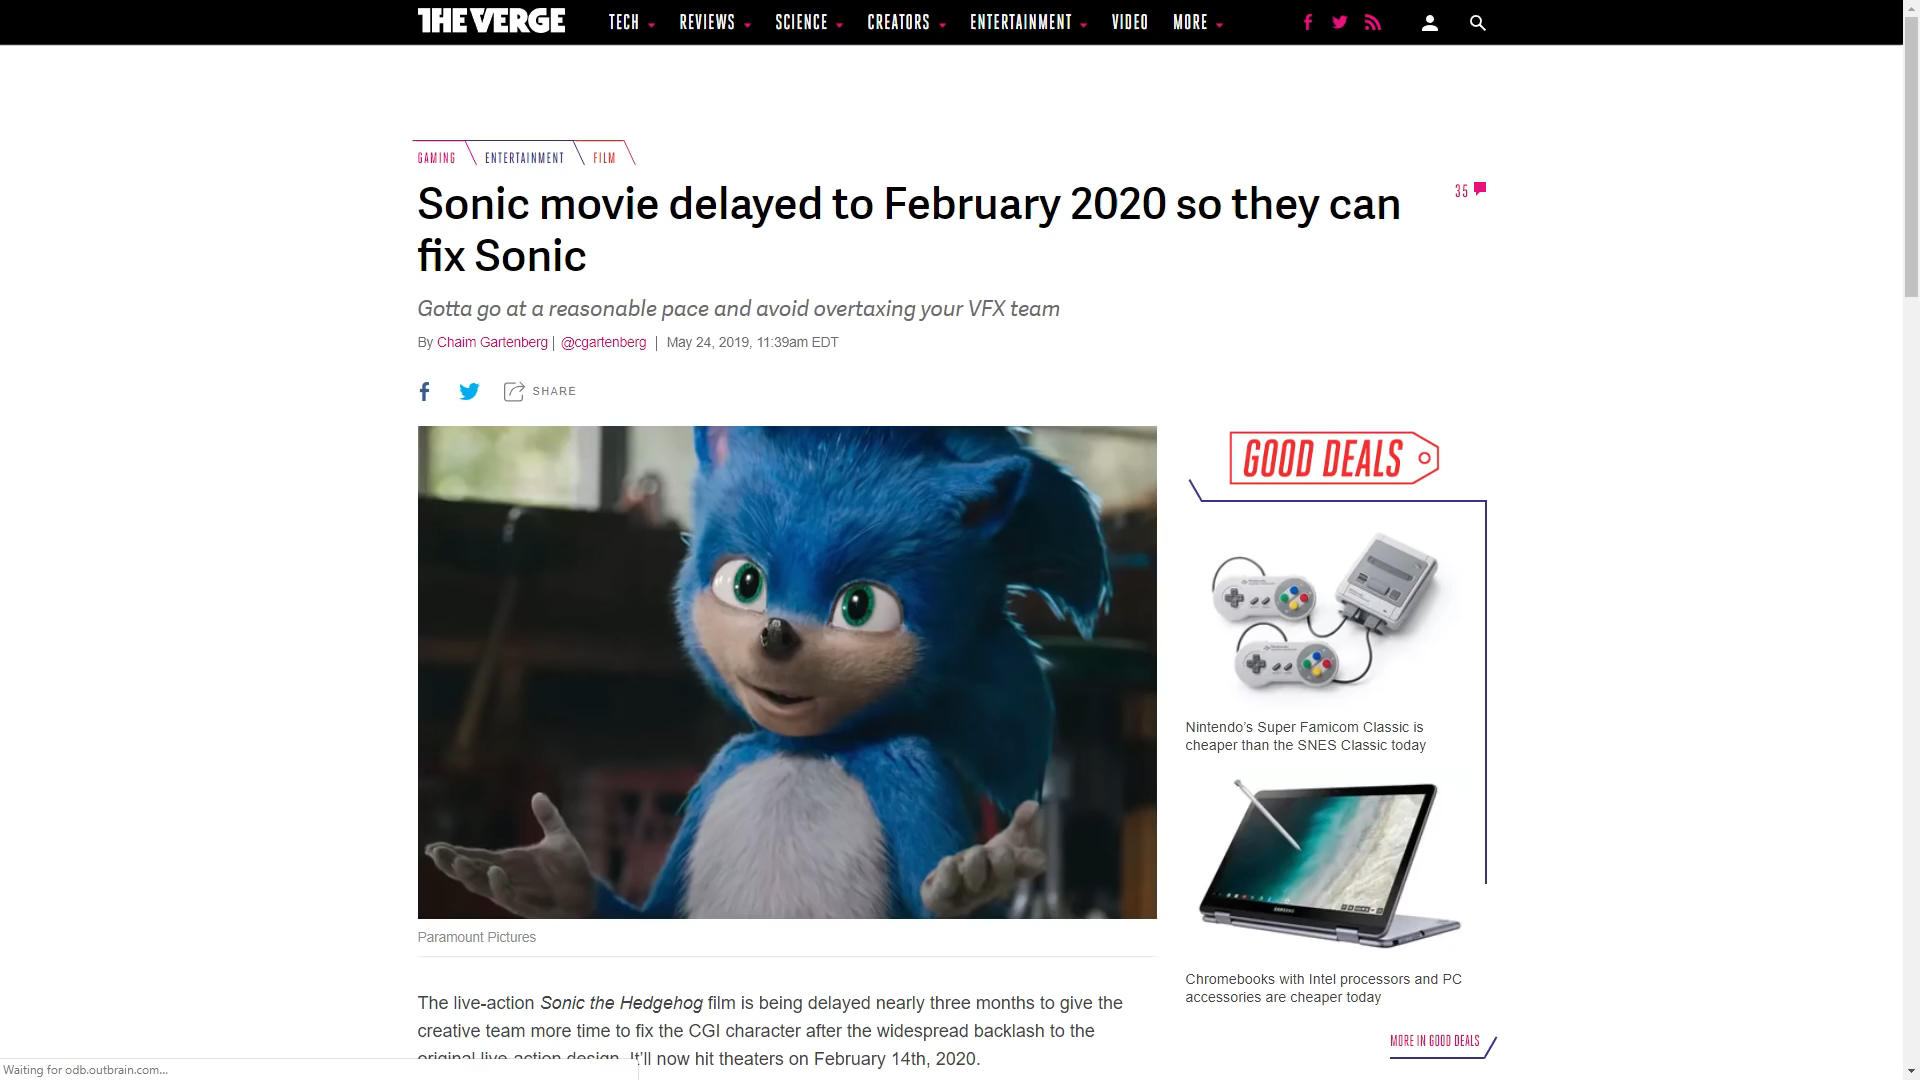 THE VERGE
TECH
REVIEWS
SCIENCE
CREATORS
ENTERTAINMENT
VIDEO
MORE
GAMING
ENTERTAINMENT
FILM
Sonic movie delayed to February 2020 so they can
fix Sonic
35
Gotta go at a reasonable pace and avoid overtaxing your VFX team
By Chaim Gartenberg | @cgartenberg | May 24, 2019, 11:39am EDT
SHARE
Paramount Pictures
The live-action Sonic the Hedgehog film is being delayed nearly three months to give the
creative team more time to fix the CGI character after the widespread backlash to the
original live-action design. It'll now hit theaters on February 14th, 2020.
GOOD DEALS
Nintendo's Super Famicom Classic is
cheaper than the SNES Classic today
SAMSUNG
Chromebooks with Intel processors and PC
accessories are cheaper today
MORE IN GOOD DEALS
Waiting for odb.outbrain.com...